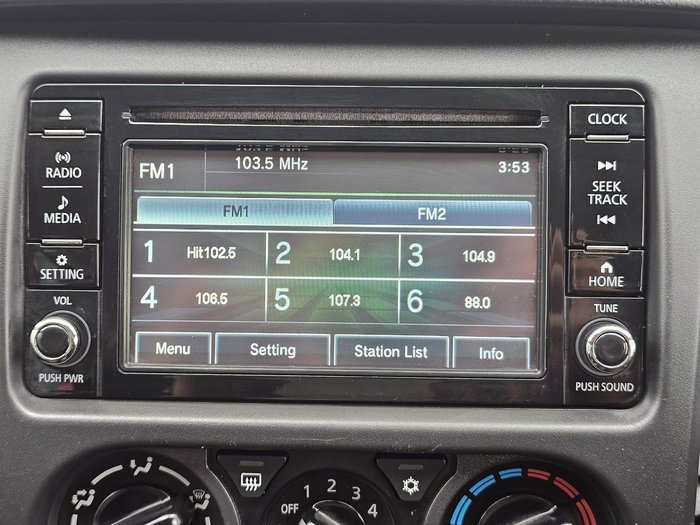 CLOCK
RADIO
MEDIA
SETTING
VOL
PUSH PWR
FM1
103.5 MHz
3:53
FM1 FM2
1 Hit102.5 2 104.1 3 104.9
4 106.5 5 107.3 6 88.0
Menu Setting Station List Info
SEEK
TRACK
HOME
TUNE
PUSH SOUND
OFF 1 2 3 4